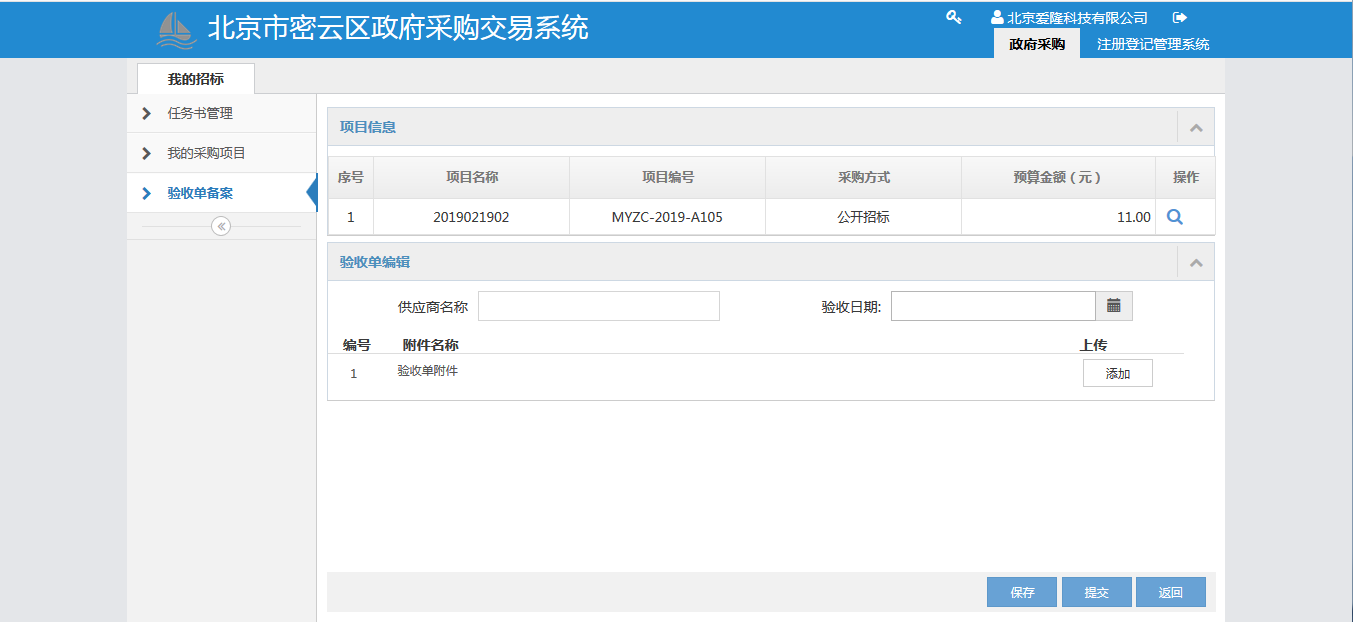 北京市密云区政府采购交易系统
北京爱隆科技有限公司
政府采购 注册登记管理系统
我的招标
任务书管理
我的采购项目
验收单备案
项目信息
序号 项目名称 项目编号 采购方式 预算金额（元） 操作
1 2019021902 MYZC-2019-A105 公开招标 11.00
验收单编辑
供应商名称 验收日期:
编号 附件名称 上传
1 验收单附件 添加
保存 提交 返回